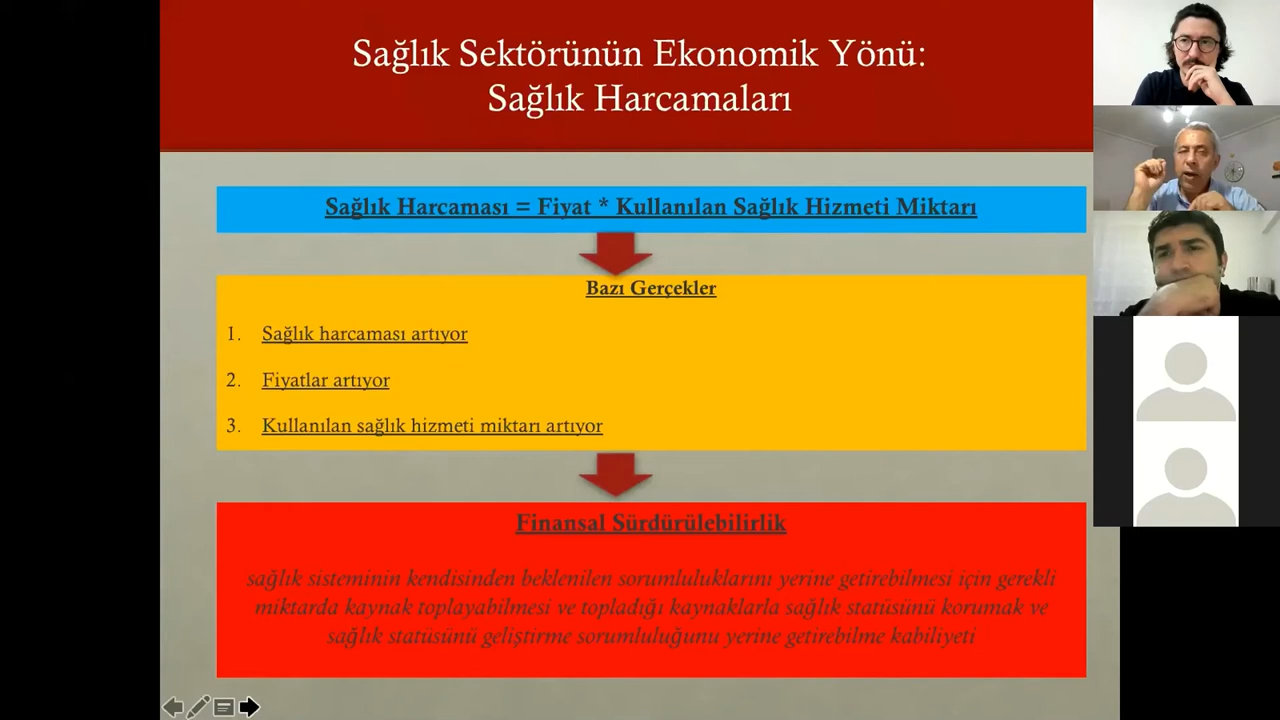 Sağlık Sektörünün Ekonomik Yönü:
Sağlık Harcamaları
Sağlık Harcaması = Fiyat * Kullanılan Sağlık Hizmeti Miktarı
Bazı Gerçekler
1. Sağlık harcaması artıyor
2. Fiyatlar artıyor
3. Kullanılan sağlık hizmeti miktarı artıyor
Finansal Sürdürülebilirlik
sağlık sisteminin kendisinden beklenilen sorumluluklarını yerine getirebilmesi için gerekli
miktarda kaynak toplayabilmesi ve topladığı kaynaklarla sağlık statüsünü korumak ve
sağlık statüsünü geliştirme sorumluluğunu yerine getirebilme kabiliyeti